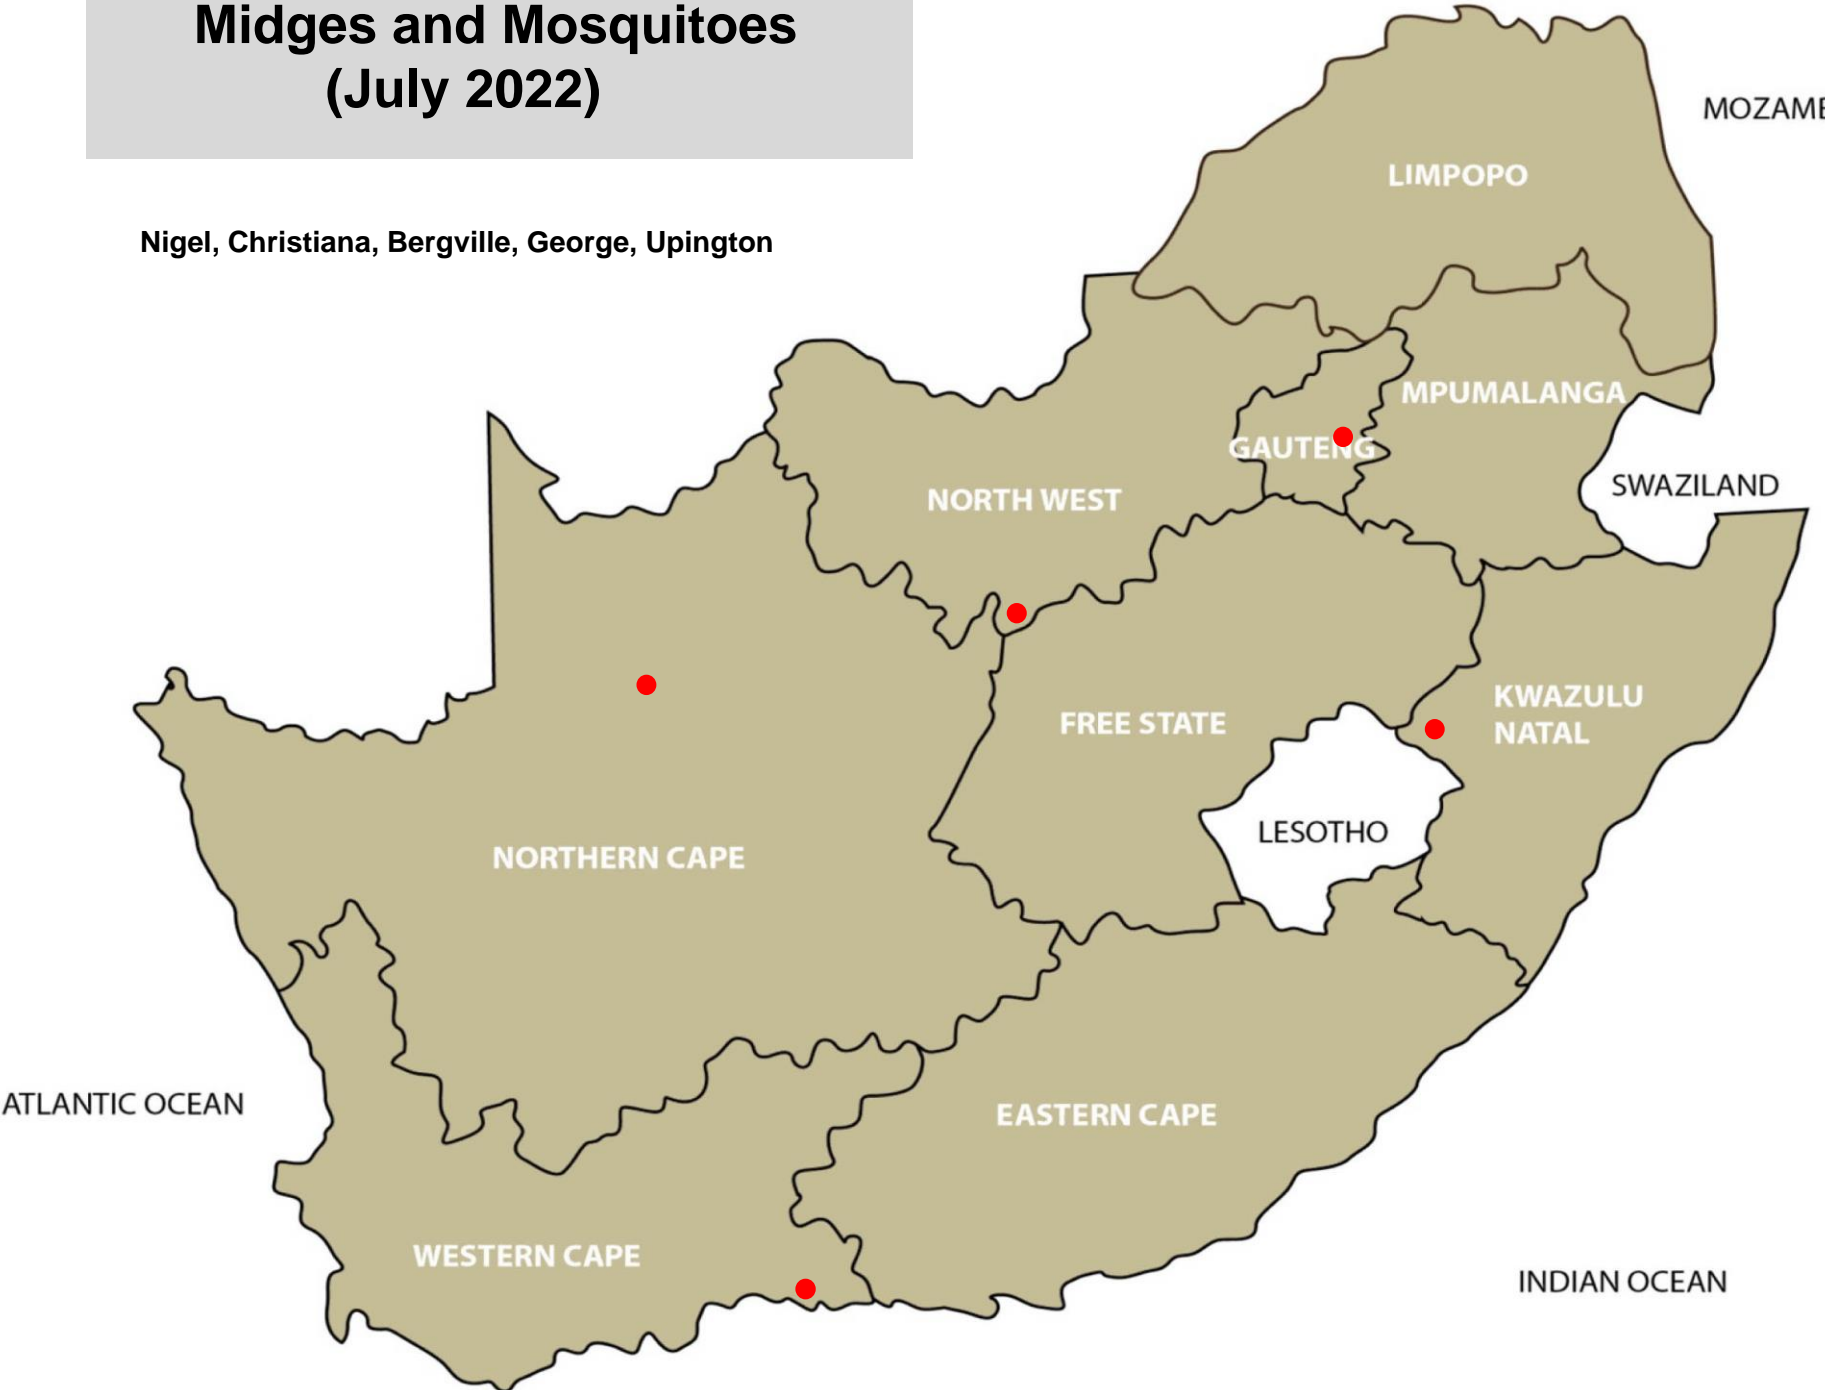 Midges and Mosquitoes
(July 2022)
MOZAMB
LIMPOPO
Nigel, Christiana, Bergville, George, Upington
MPUMALANGA
GAUTENG
SWAZILAND
NORTH WEST
KWAZULU
NATAL
FREE STATE
LESOTHO
NORTHERN CAPE
ATLANTIC OCEAN
EASTERN CAPE
WESTERN CAPE
INDIAN OCEAN